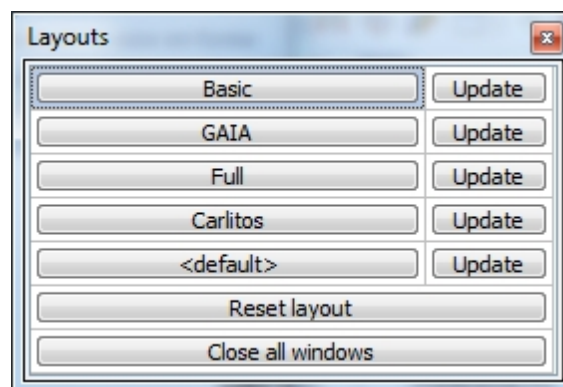 Layouts
Basic Update
GAIA Update
Full Update
Carlitos Update
<default> Update
Reset layout
Close all windows